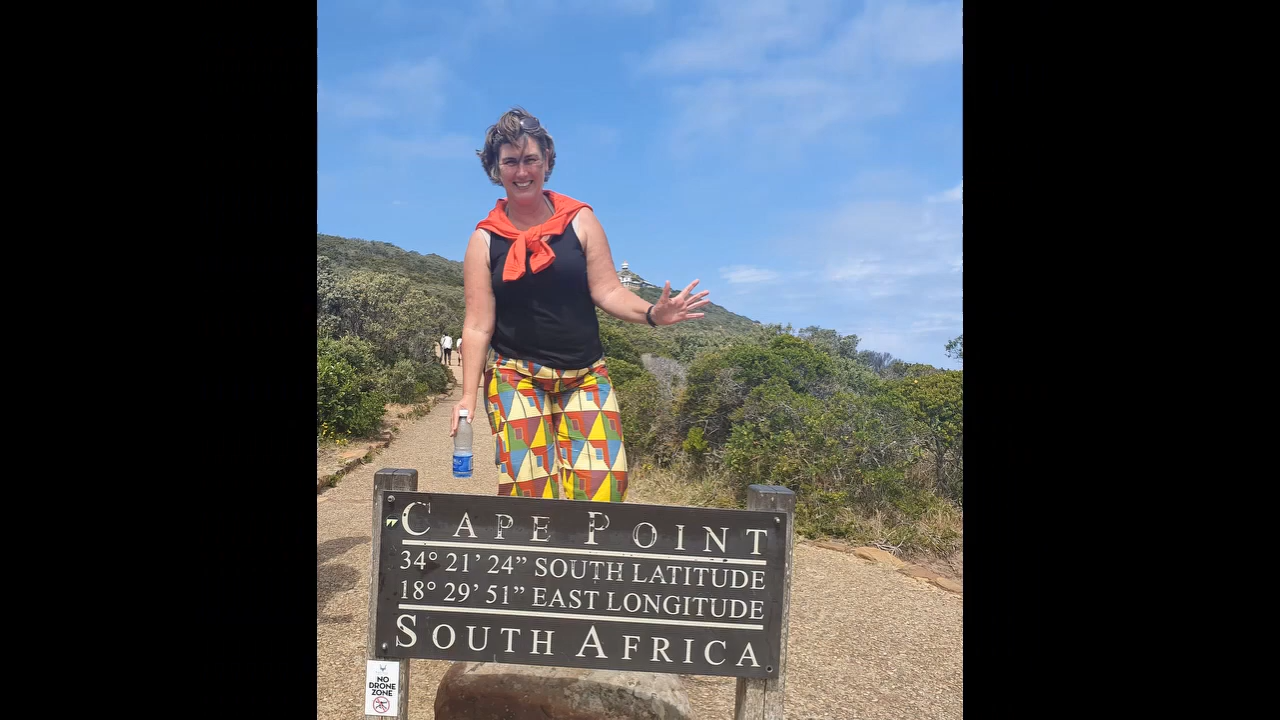 CAPE POINT
34° 21' 24" SOUTH LATITUDE
18° 29' 51" EAST LONGITUDE
SOUTH AFRICA
NO
DRONE
ZONE